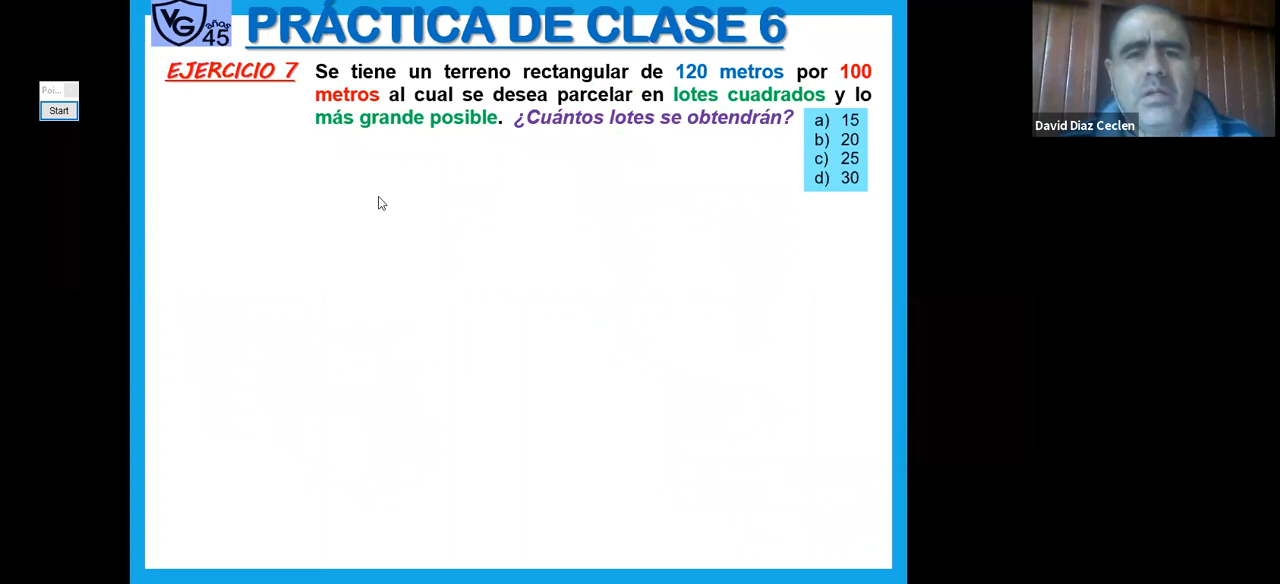 VG
años
45
PRÁCTICA DE CLASE 6
EJERCICIO 7
Se tiene un terreno rectangular de 120 metros por 100
metros al cual se desea parcelar en lotes cuadrados y lo
más grande posible. ¿Cuántos lotes se obtendrán?
a) 15
b) 20
c) 25
d) 30
Poi...
Start
David Diaz Ceclen